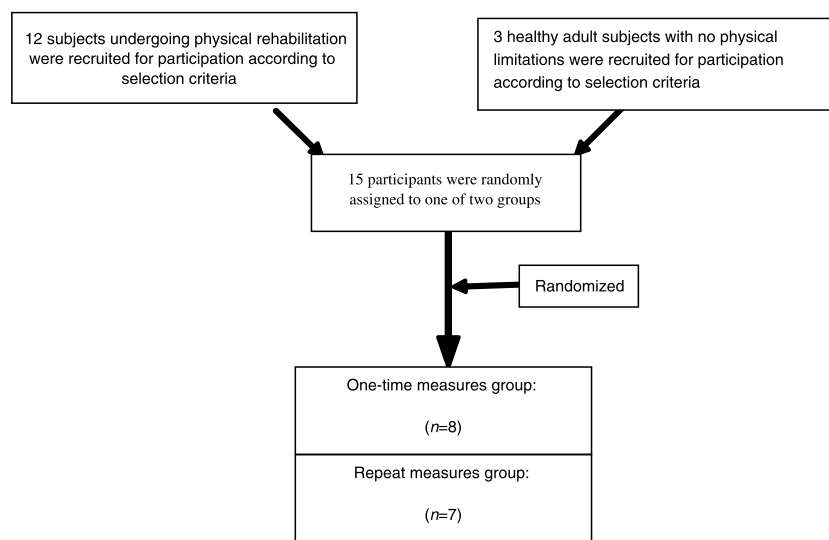 12 subjects undergoing physical rehabilitation
were recruited for participation according to
selection criteria
3 healthy adult subjects with no physical
limitations were recruited for participation
according to selection criteria
15 participants were randomly
assigned to one of two groups
Randomized
One-time measures group:
(n=8)
Repeat measures group:
(n=7)